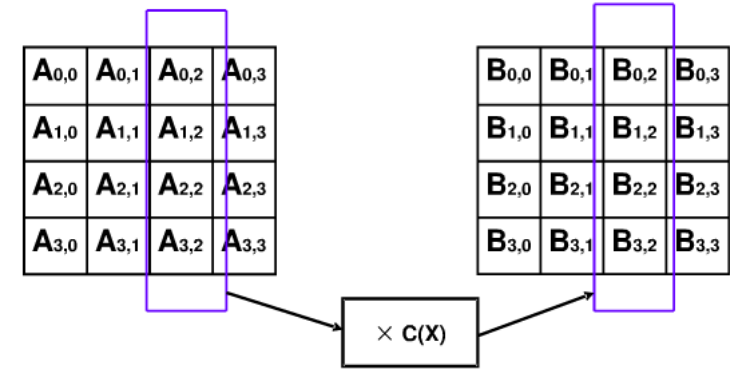 A0,0 A0,1 A0,2 A0,3 B0,0 B0,1 B0,2 B0,3
A1,0 A1,1 A1,2 A1,3 B1,0 B1,1 B1,2 B1,3
A2,0 A2,1 A2,2 A2,3 B2,0 B2,1 B2,2 B2,3
A3,0 A3,1 A3,2 A3,3 B3,0 B3,1 B3,2 B3,3
× C(X)